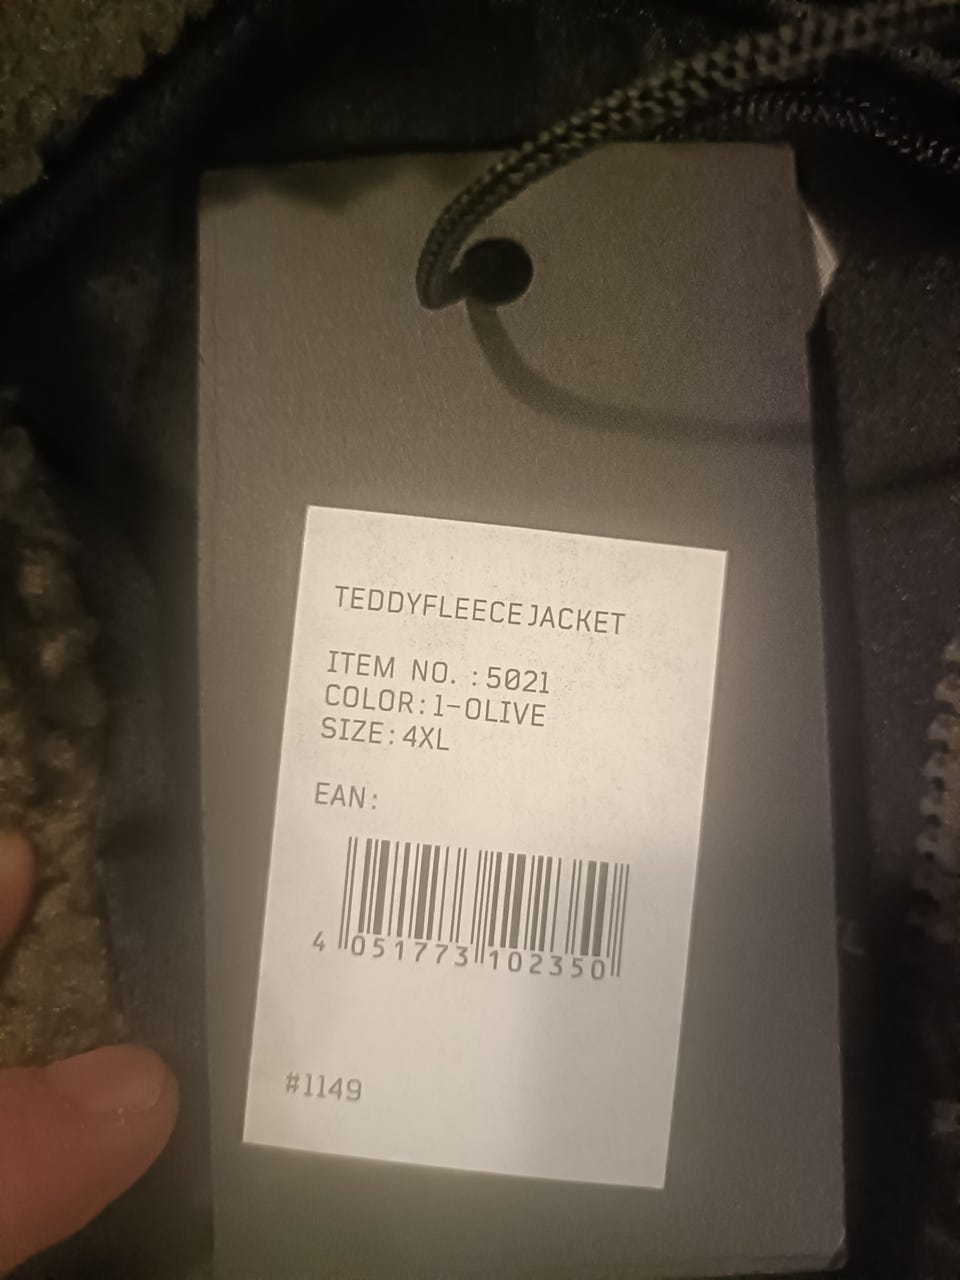 TEDDYFLEECEJACKET
ITEM NO. :5021
COLOR:1-OLIVE
SIZE:4XL
EAN:
4 051773 102350
#1149